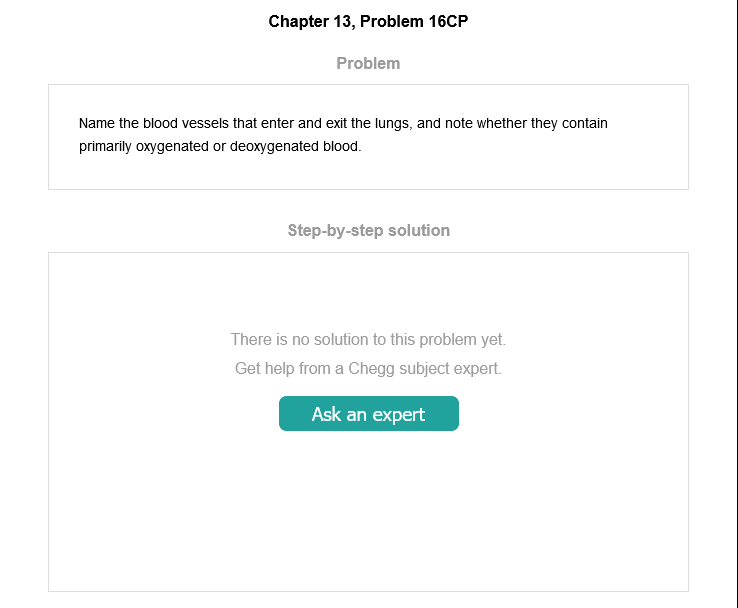 Chapter 13, Problem 16CP
Problem
Name the blood vessels that enter and exit the lungs, and note whether they contain
primarily oxygenated or deoxygenated blood.
Step-by-step solution
There is no solution to this problem yet.
Get help from a Chegg subject expert.
Ask an expert